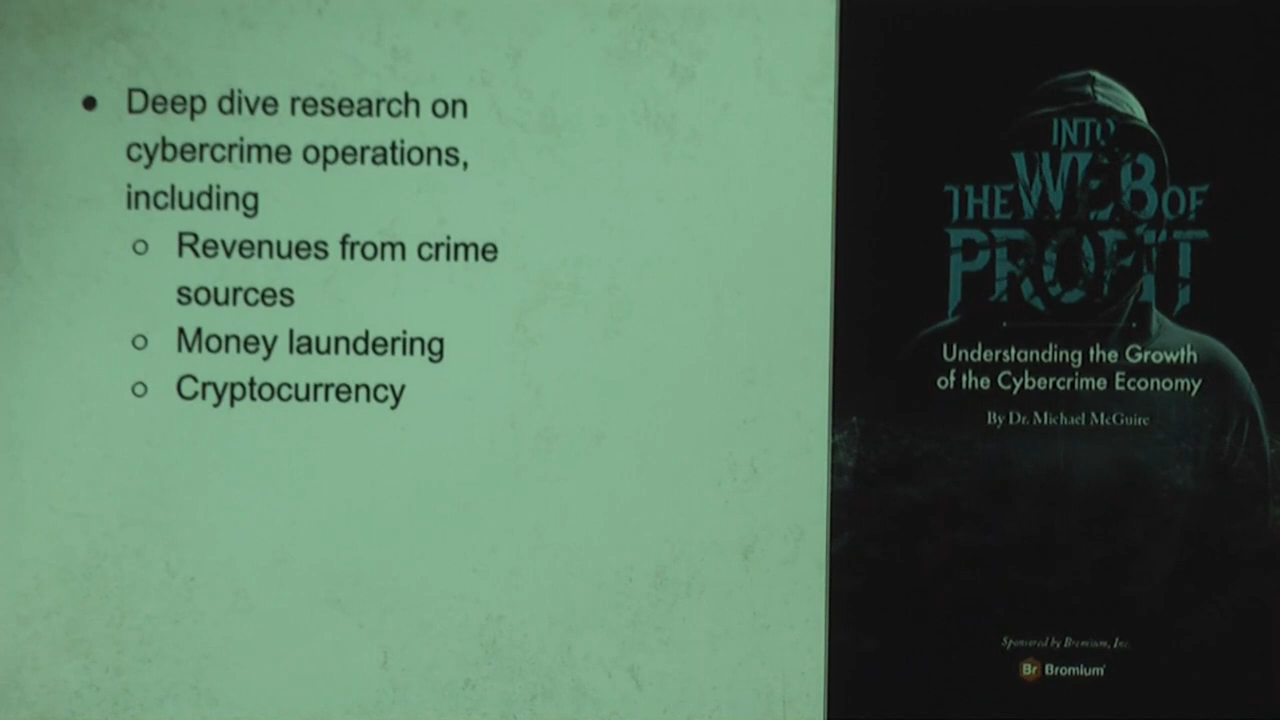 ● Deep dive research on
cybercrime operations,
including
○ Revenues from crime
sources
○ Money laundering
○ Cryptocurrency
INTO
THE WEB OF
PROFIT
Understanding the Growth
of the Cybercrime Economy
By Dr. Michael McGuire
Sponsored by Bromium, Inc.
Br Bromium